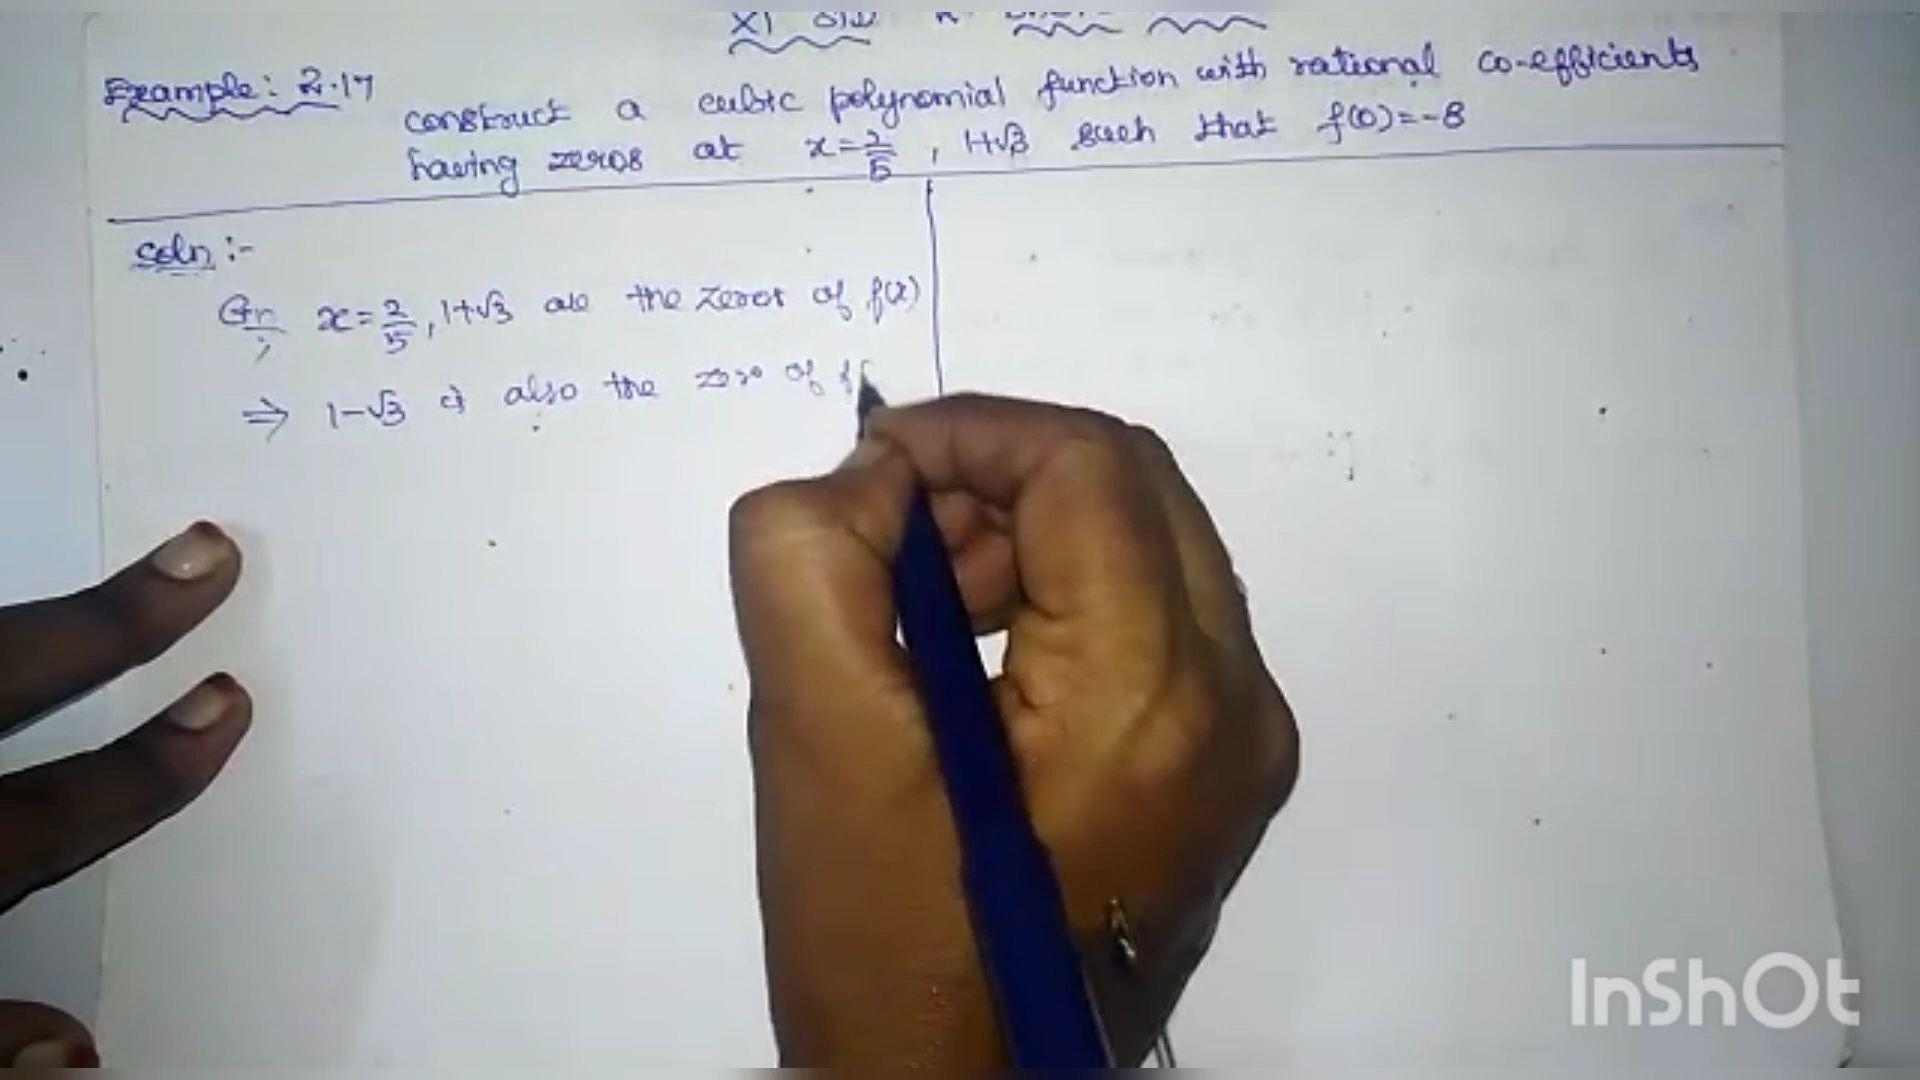 XI std
Example: 2.17
construct a cubic polynomial function with rational co-efficients
having zeros at x=2/5, 1+√3 such that f(0)=-8
Soln:-
Gn, x=2/5, 1+√3 are the zeros of f(x)
⇒ 1-√3 is also the zero of f(
InShOt